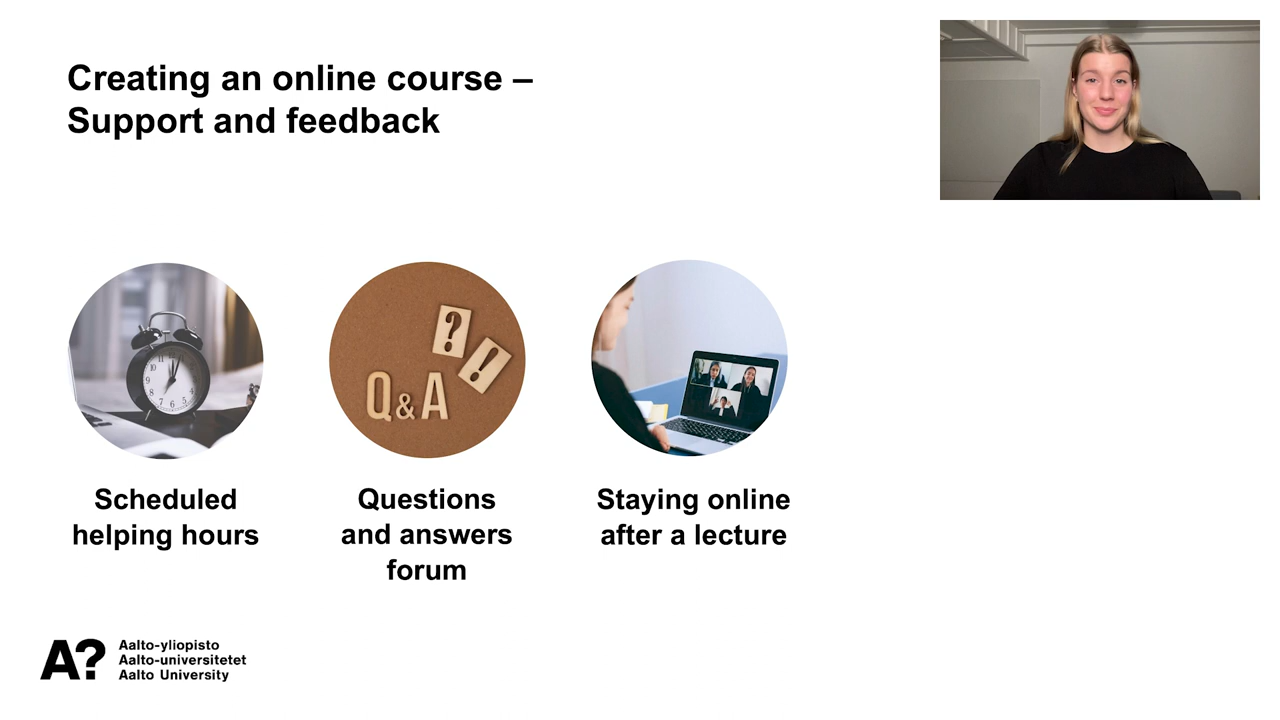 Creating an online course –
Support and feedback
?
!
Q&A
Scheduled
helping hours
Questions
and answers
forum
Staying online
after a lecture
A?
Aalto-yliopisto
Aalto-universitetet
Aalto University